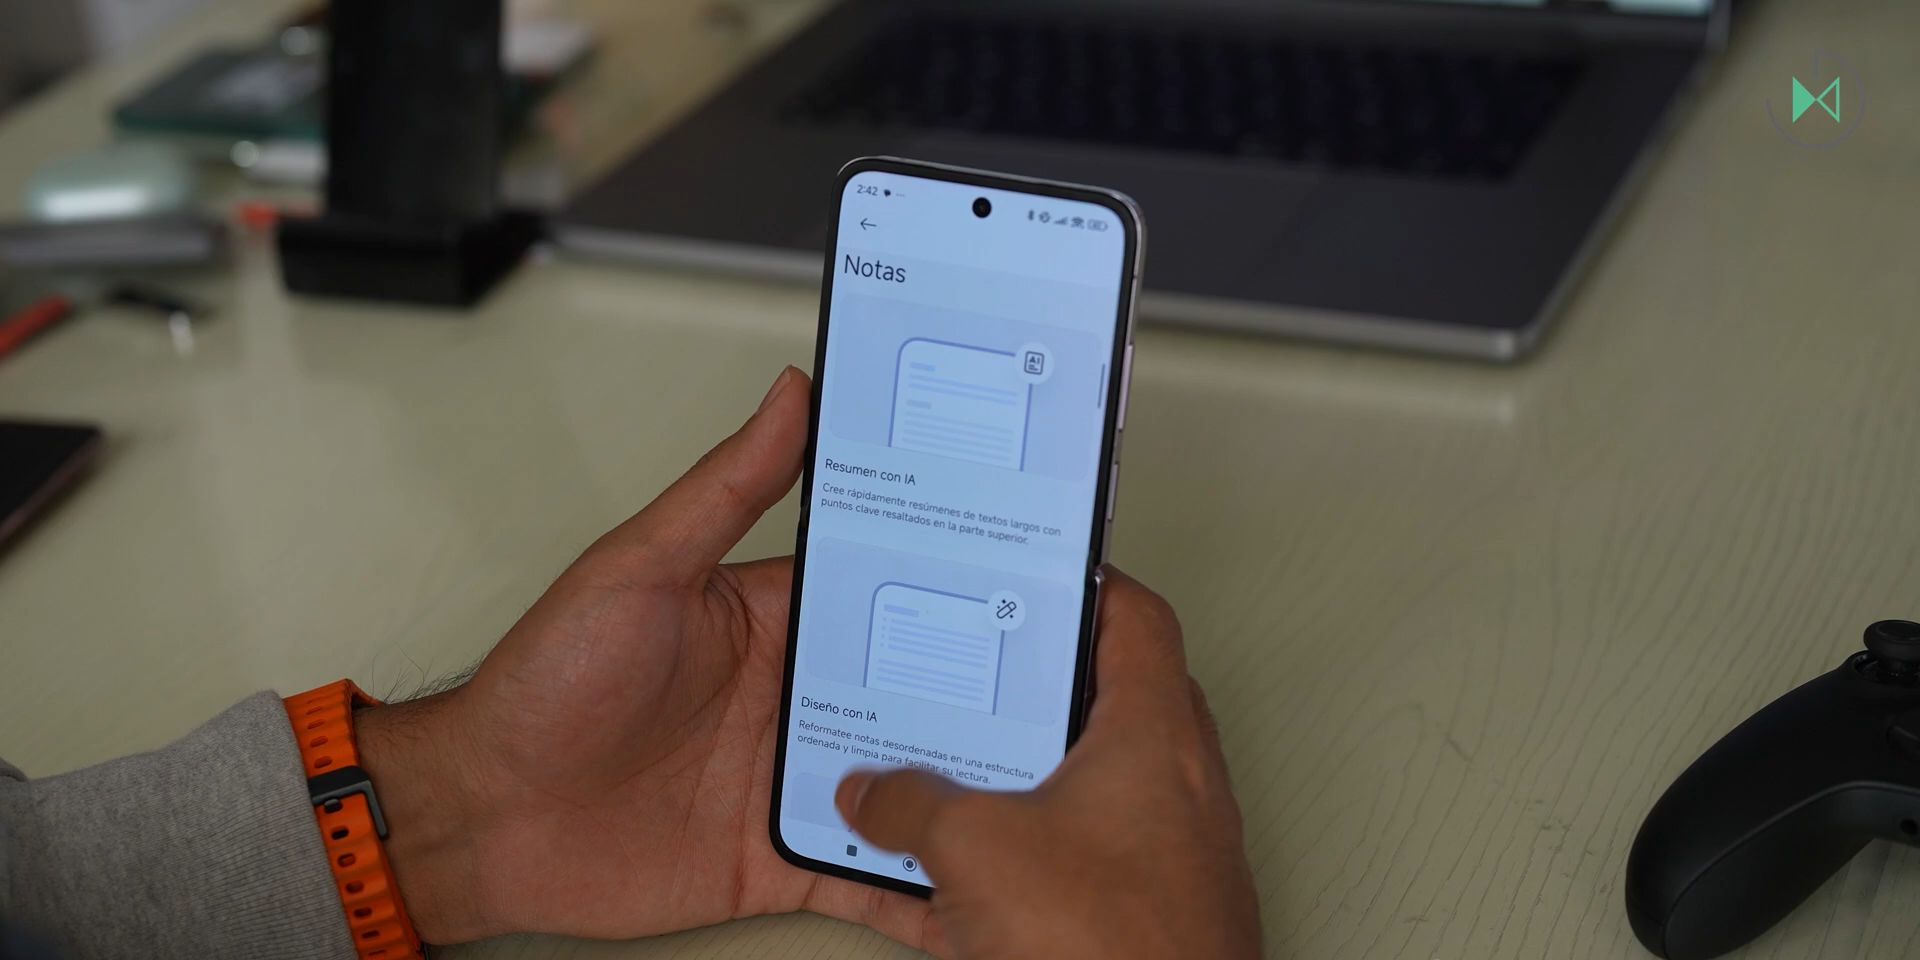 2:42
Notas
Resumen con IA
Cree rápidamente resúmenes de textos largos con
puntos clave resaltados en la parte superior.
Diseño con IA
Reformatee notas desordenadas en una estructura
ordenada y limpia para facilitar su lectura.